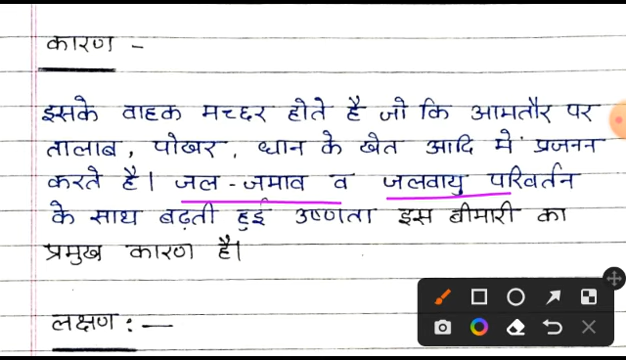 कारण -
इसके वाहक मच्छर होते है जो कि आमतौर पर
तालाब, पोखर, धान के खेत आदि में प्रजनन
करते है। जल-जमाव व जलवायु परिवर्तन
के साथ बढ़ती हुई उष्णता इस बीमारी का
प्रमुख कारण है।
लक्षण : —